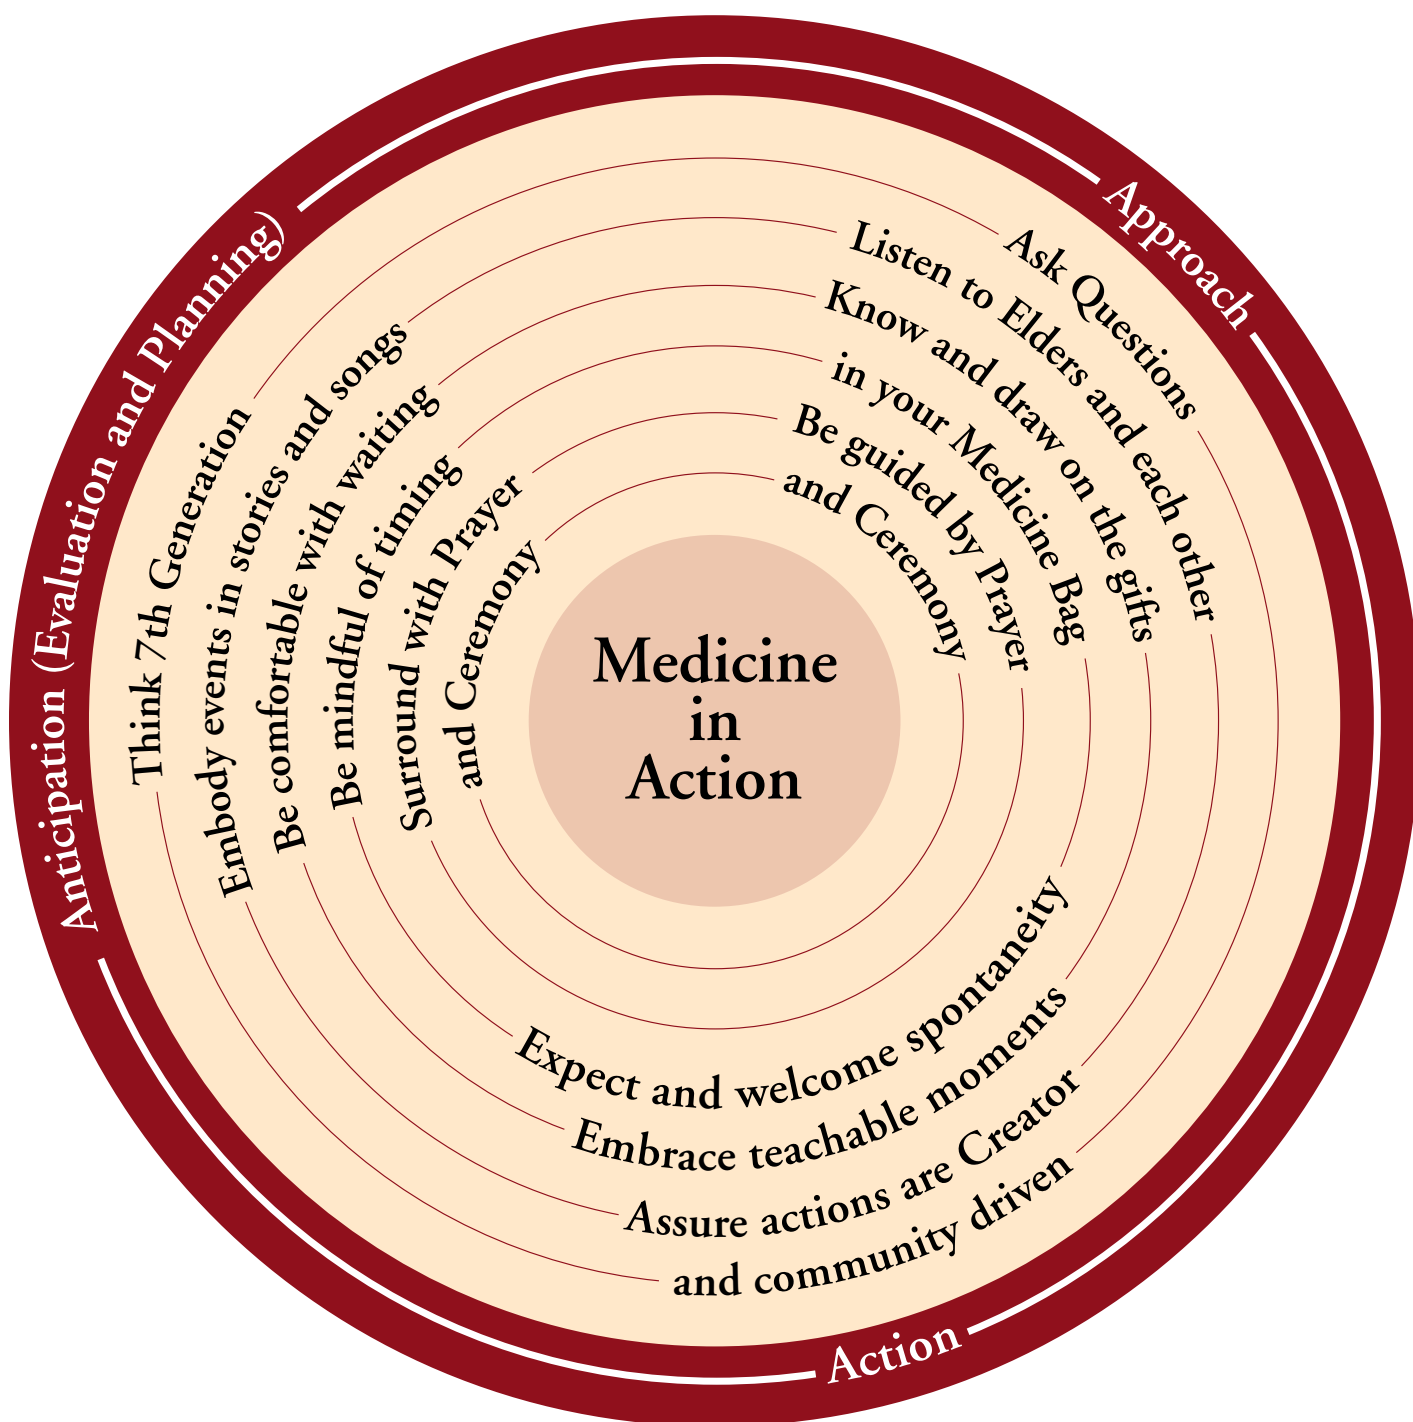 Approach
Ask Questions
Listen to Elders and each other
Know and draw on the gifts
in your Medicine Bag
Be guided by Prayer
and Ceremony
Action
Expect and welcome spontaneity
Embrace teachable moments
Assure actions are Creator
and community driven
Anticipation (Evaluation and Planning)
Think 7th Generation
Embody events in stories and songs
Be comfortable with waiting
Be mindful of timing
Surround with Prayer
and Ceremony
Medicine
in
Action